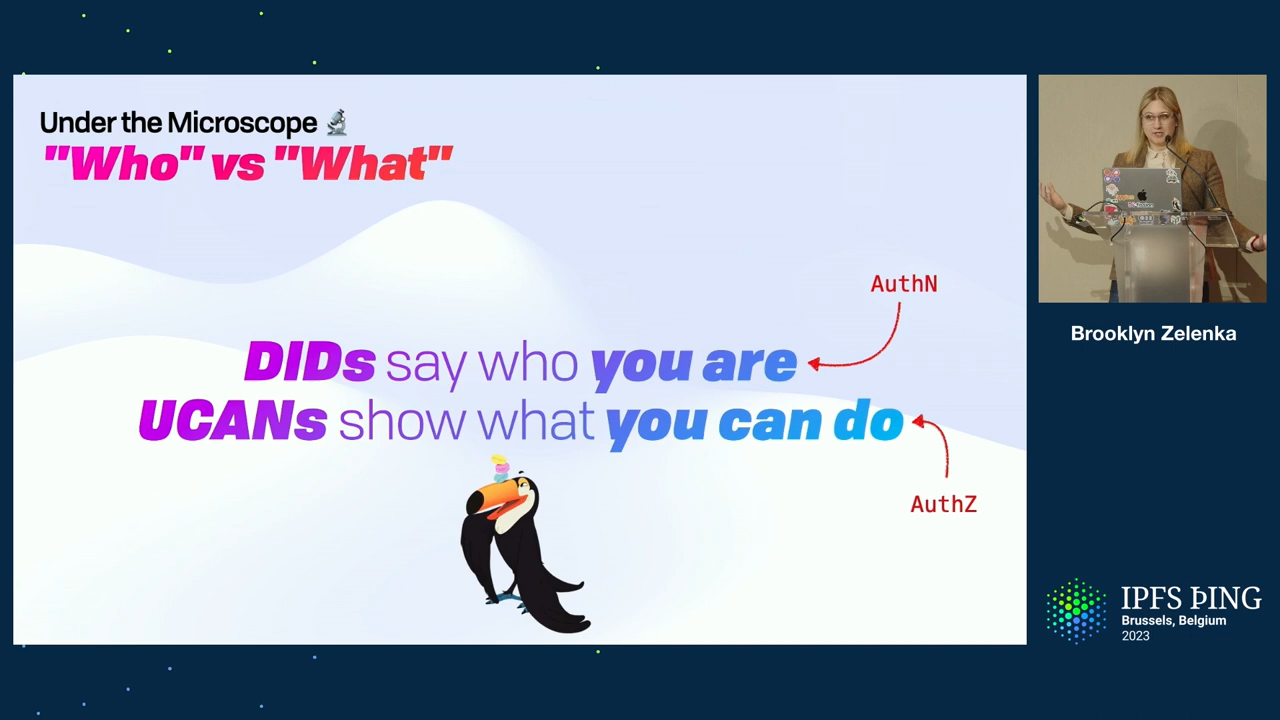 Under the Microscope 🔬
"Who" vs "What"
AuthN
DIDs say who you are
UCANs show what you can do
AuthZ
Brooklyn Zelenka
IPFS ÞING
Brussels, Belgium
2023